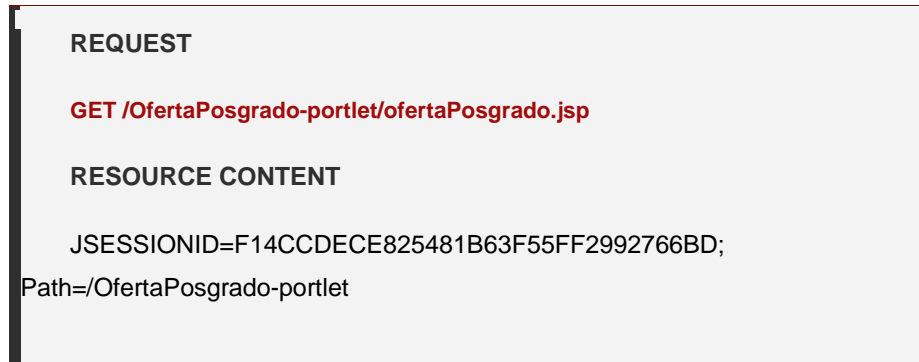 REQUEST
GET /OfertaPosgrado-portlet/ofertaPosgrado.jsp
RESOURCE CONTENT
JSESSIONID=F14CCDECE825481B63F55FF2992766BD;
Path=/OfertaPosgrado-portlet